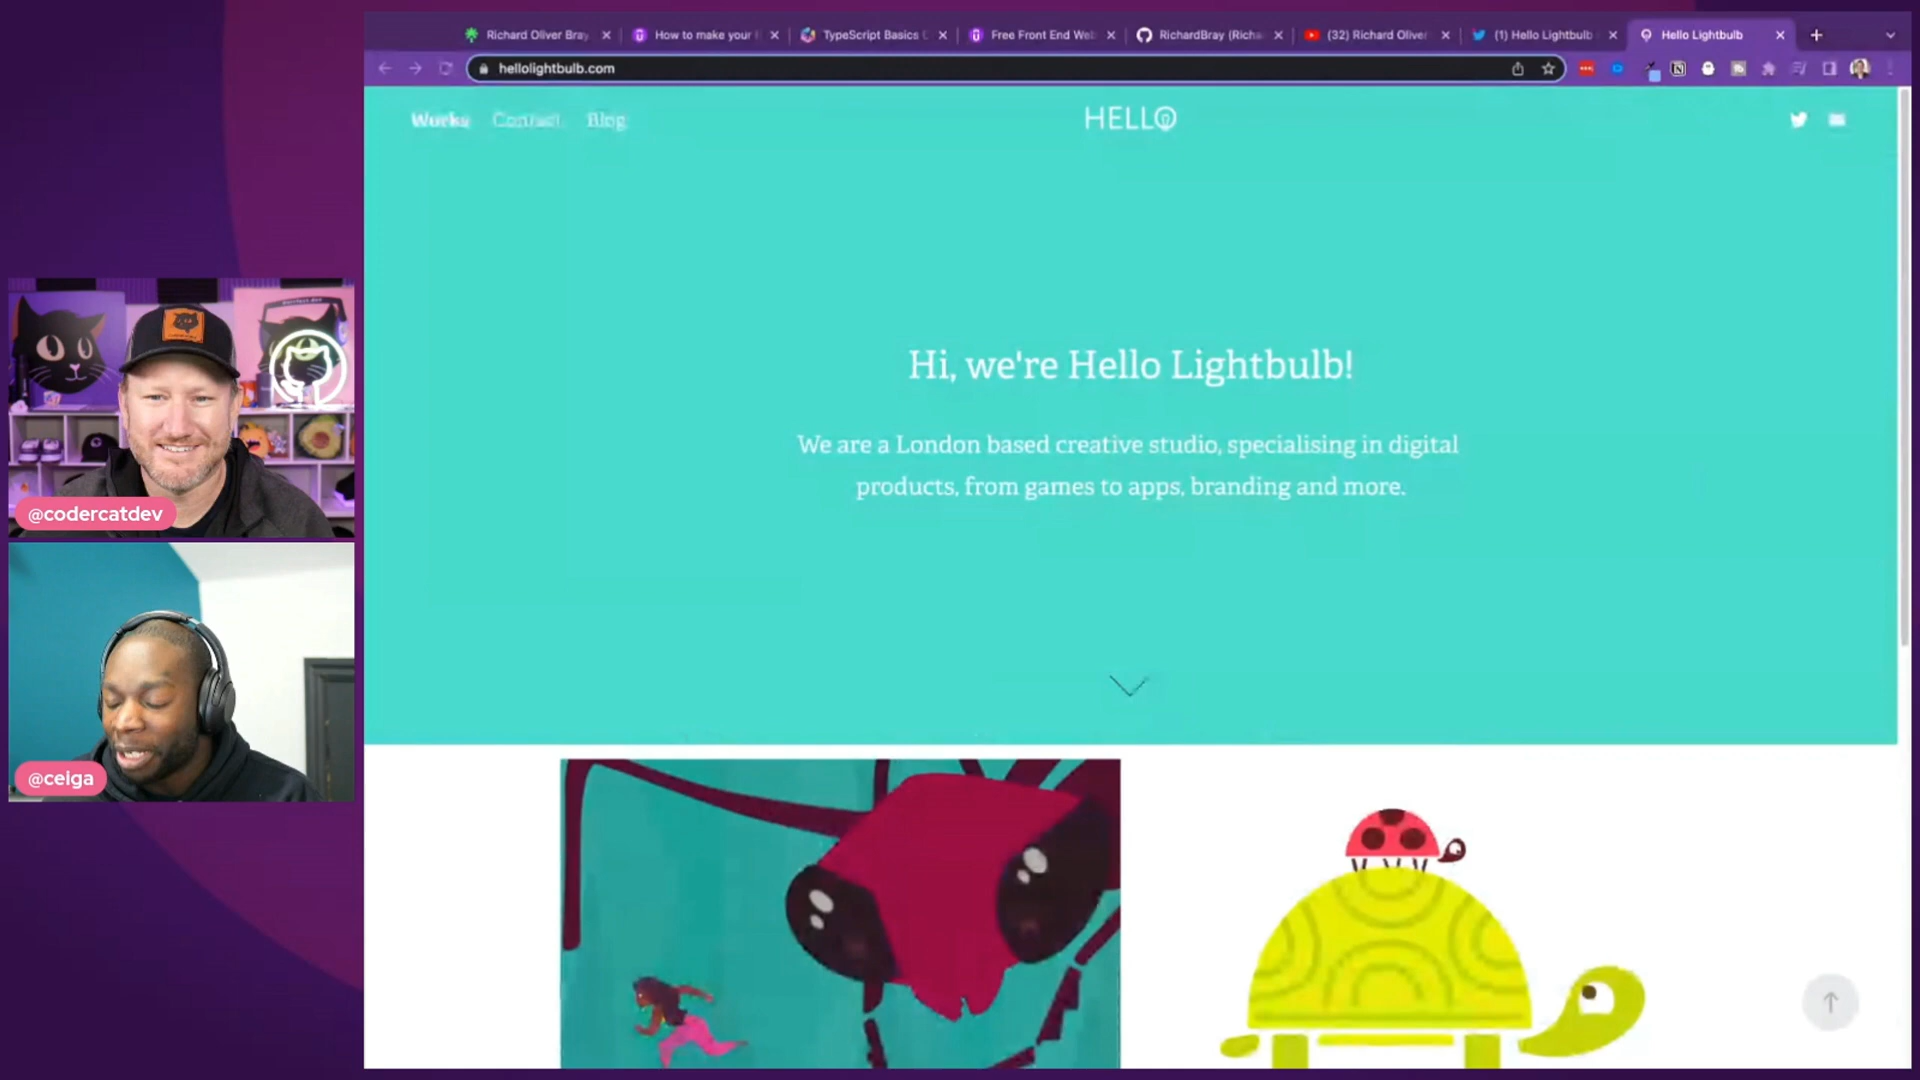 Richard Oliver Bray
How to make your
TypeScript Basics
Free Front End Web
RichardBray (Richa
(32) Richard Oliver
(1) Hello Lightbulb
Hello Lightbulb
hellolightbulb.com
Works Contact Blog
HELLO
Hi, we're Hello Lightbulb!
We are a London based creative studio, specialising in digital
products, from games to apps, branding and more.
@codercatdev
@ceiga